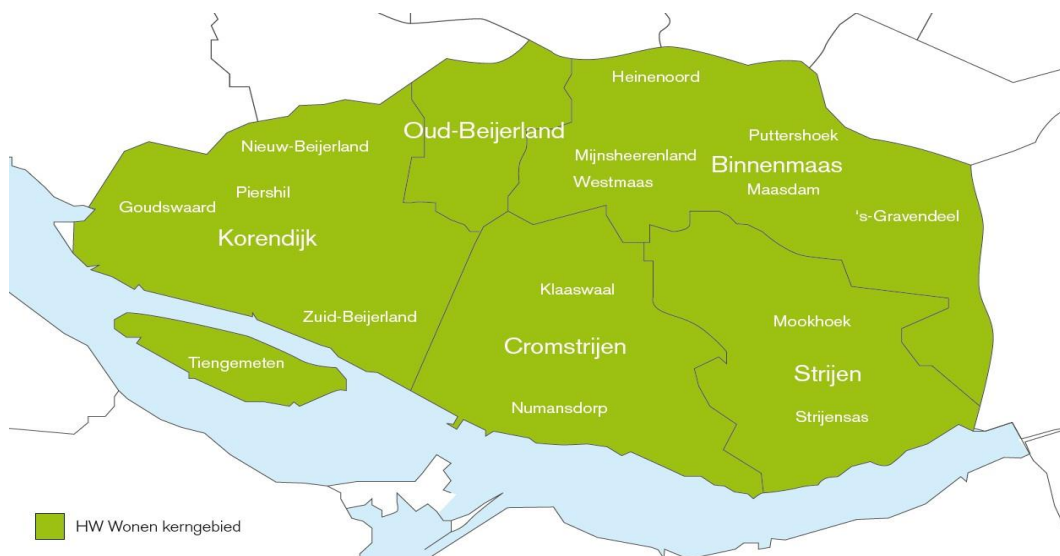 Heinenoord
Oud-Beijerland
Puttershoek
Nieuw-Beijerland
Mijnsheerenland
Binnenmaas
Westmaas
Maasdam
Piershil
Goudswaard
's-Gravendeel
Korendijk
Klaaswaal
Zuid-Beijerland
Mookhoek
Cromstrijen
Tiengemeten
Strijen
Numansdorp
Strijensas
HW Wonen kerngebied